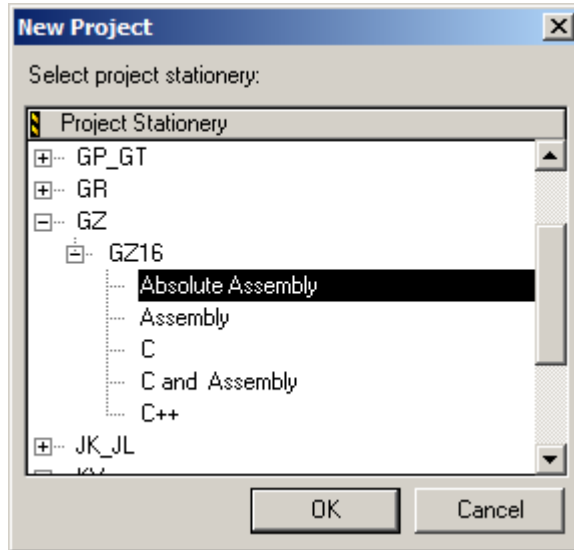 New Project
Select project stationery:
Project Stationery
GP_GT
GR
GZ
GZ16
Absolute Assembly
Assembly
C
C and Assembly
C++
JK_JL
OK Cancel